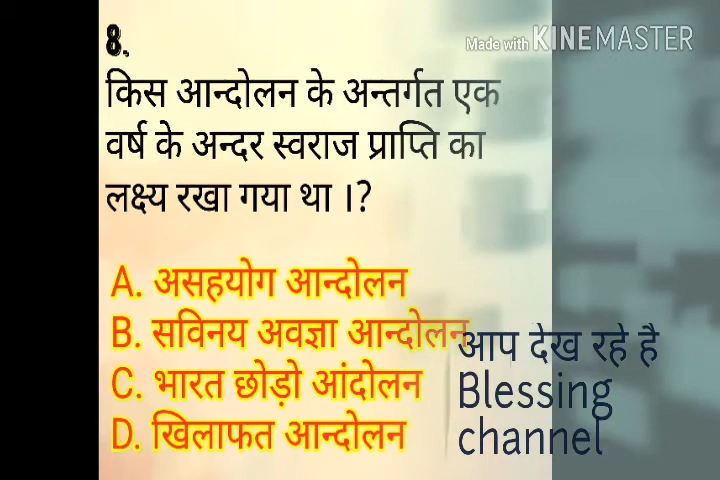 8.
Made with KINEMASTER
किस आन्दोलन के अन्तर्गत एक
वर्ष के अन्दर स्वराज प्राप्ति का
लक्ष्य रखा गया था ।?
A. असहयोग आन्दोलन
B. सविनय अवज्ञा आन्दोलन
C. भारत छोड़ो आंदोलन
D. खिलाफत आन्दोलन
आप देख रहे है
Blessing
channel